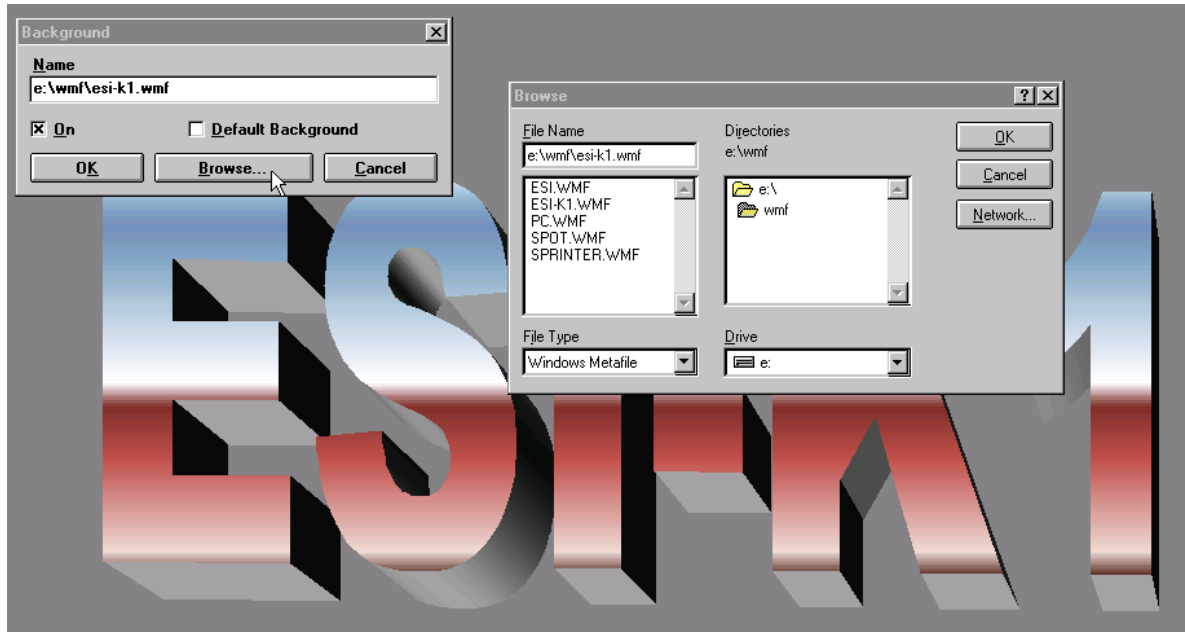 Background
Name
e:\wmf\esi-k1.wmf
On
Default Background
OK
Browse...
Cancel
Browse
File Name
e:\wmf\esi-k1.wmf
ESI.WMF
ESI-K1.WMF
PC.WMF
SPOT.WMF
SPRINTER.WMF
File Type
Windows Metafile
Directories
e:\wmf
e:\
wmf
Drive
e:
OK
Cancel
Network...